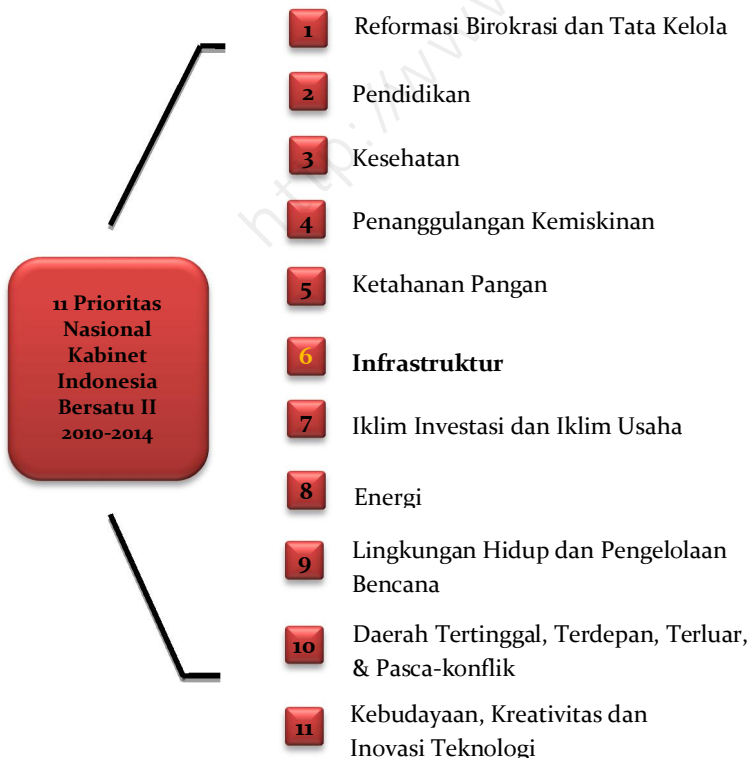 http://www
1 Reformasi Birokrasi dan Tata Kelola
2 Pendidikan
3 Kesehatan
4 Penanggulangan Kemiskinan
5 Ketahanan Pangan
11 Prioritas
Nasional
Kabinet
Indonesia
Bersatu II
2010-2014
6 Infrastruktur
7 Iklim Investasi dan Iklim Usaha
8 Energi
9 Lingkungan Hidup dan Pengelolaan
Bencana
10 Daerah Tertinggal, Terdepan, Terluar,
& Pasca-konflik
11 Kebudayaan, Kreativitas dan
Inovasi Teknologi